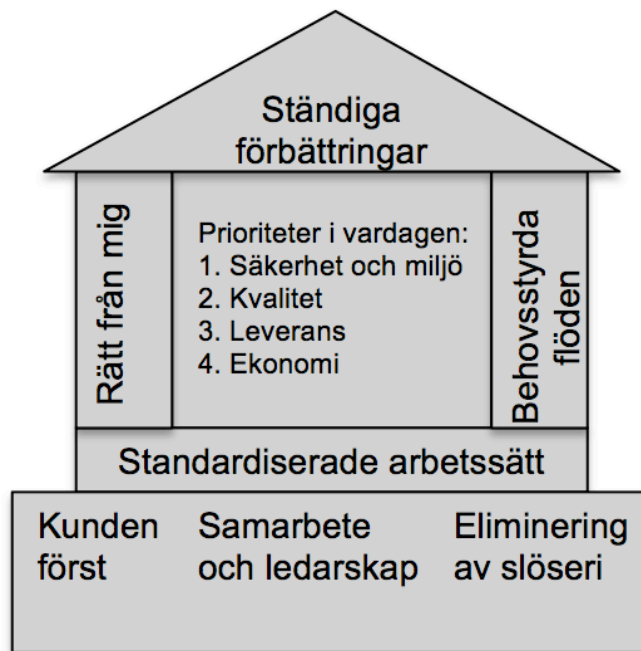 Ständiga
förbättringar
Rätt från mig
Prioriteter i vardagen:
1. Säkerhet och miljö
2. Kvalitet
3. Leverans
4. Ekonomi
Behovsstyrda
flöden
Standardiserade arbetssätt
Kunden
först
Samarbete
och ledarskap
Eliminering
av slöseri